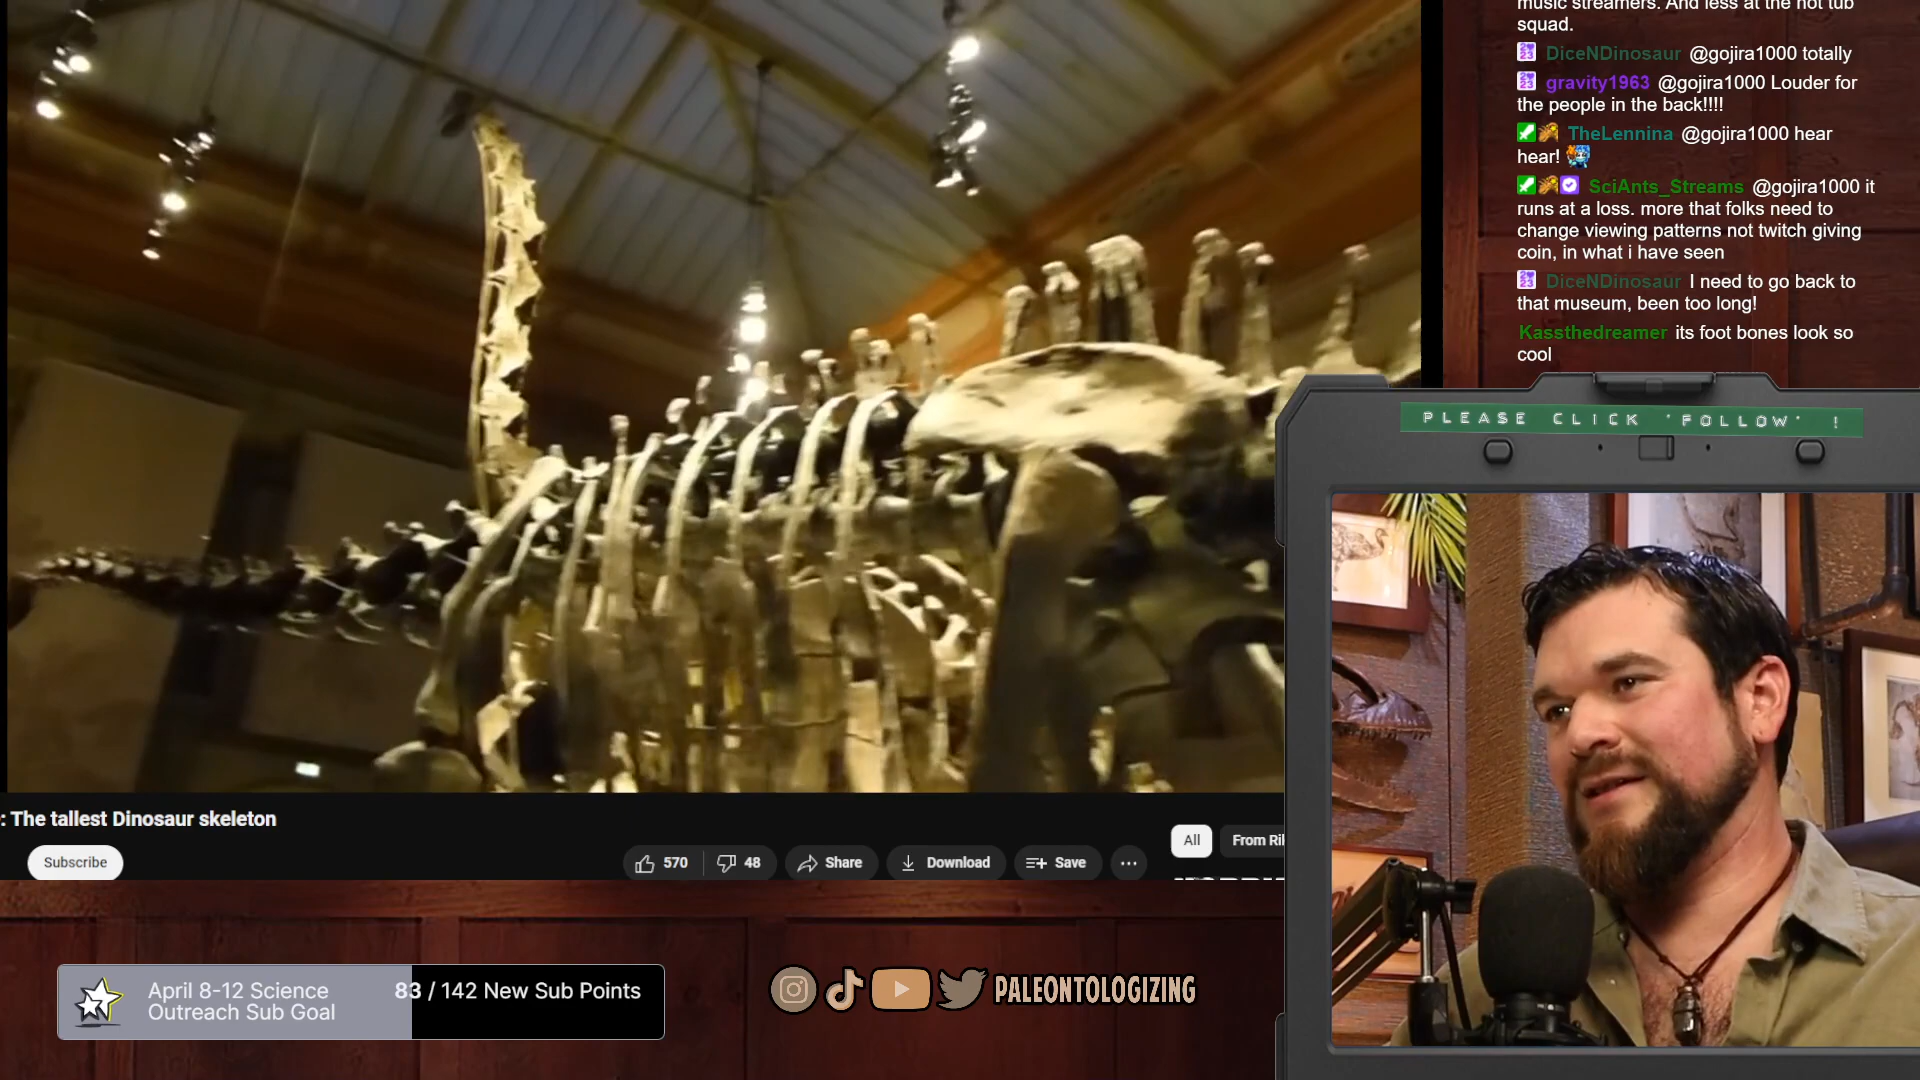 music streamers. And less at the hot tub
squad.
DiceNDinosaur @gojira1000 totally
gravity1963 @gojira1000 Louder for
the people in the back!!!!
TheLennina @gojira1000 hear
hear!
SciAnts_Streams @gojira1000 it
runs at a loss. more that folks need to
change viewing patterns not twitch giving
coin, in what i have seen
DiceNDinosaur I need to go back to
that museum, been too long!
Kassthedreamer its foot bones look so
cool
PLEASE CLICK 'FOLLOW' !
: The tallest Dinosaur skeleton
Subscribe
570
48
Share
Download
Save
All
From Ri
April 8-12 Science
Outreach Sub Goal
83 / 142 New Sub Points
PALEONTOLOGIZING